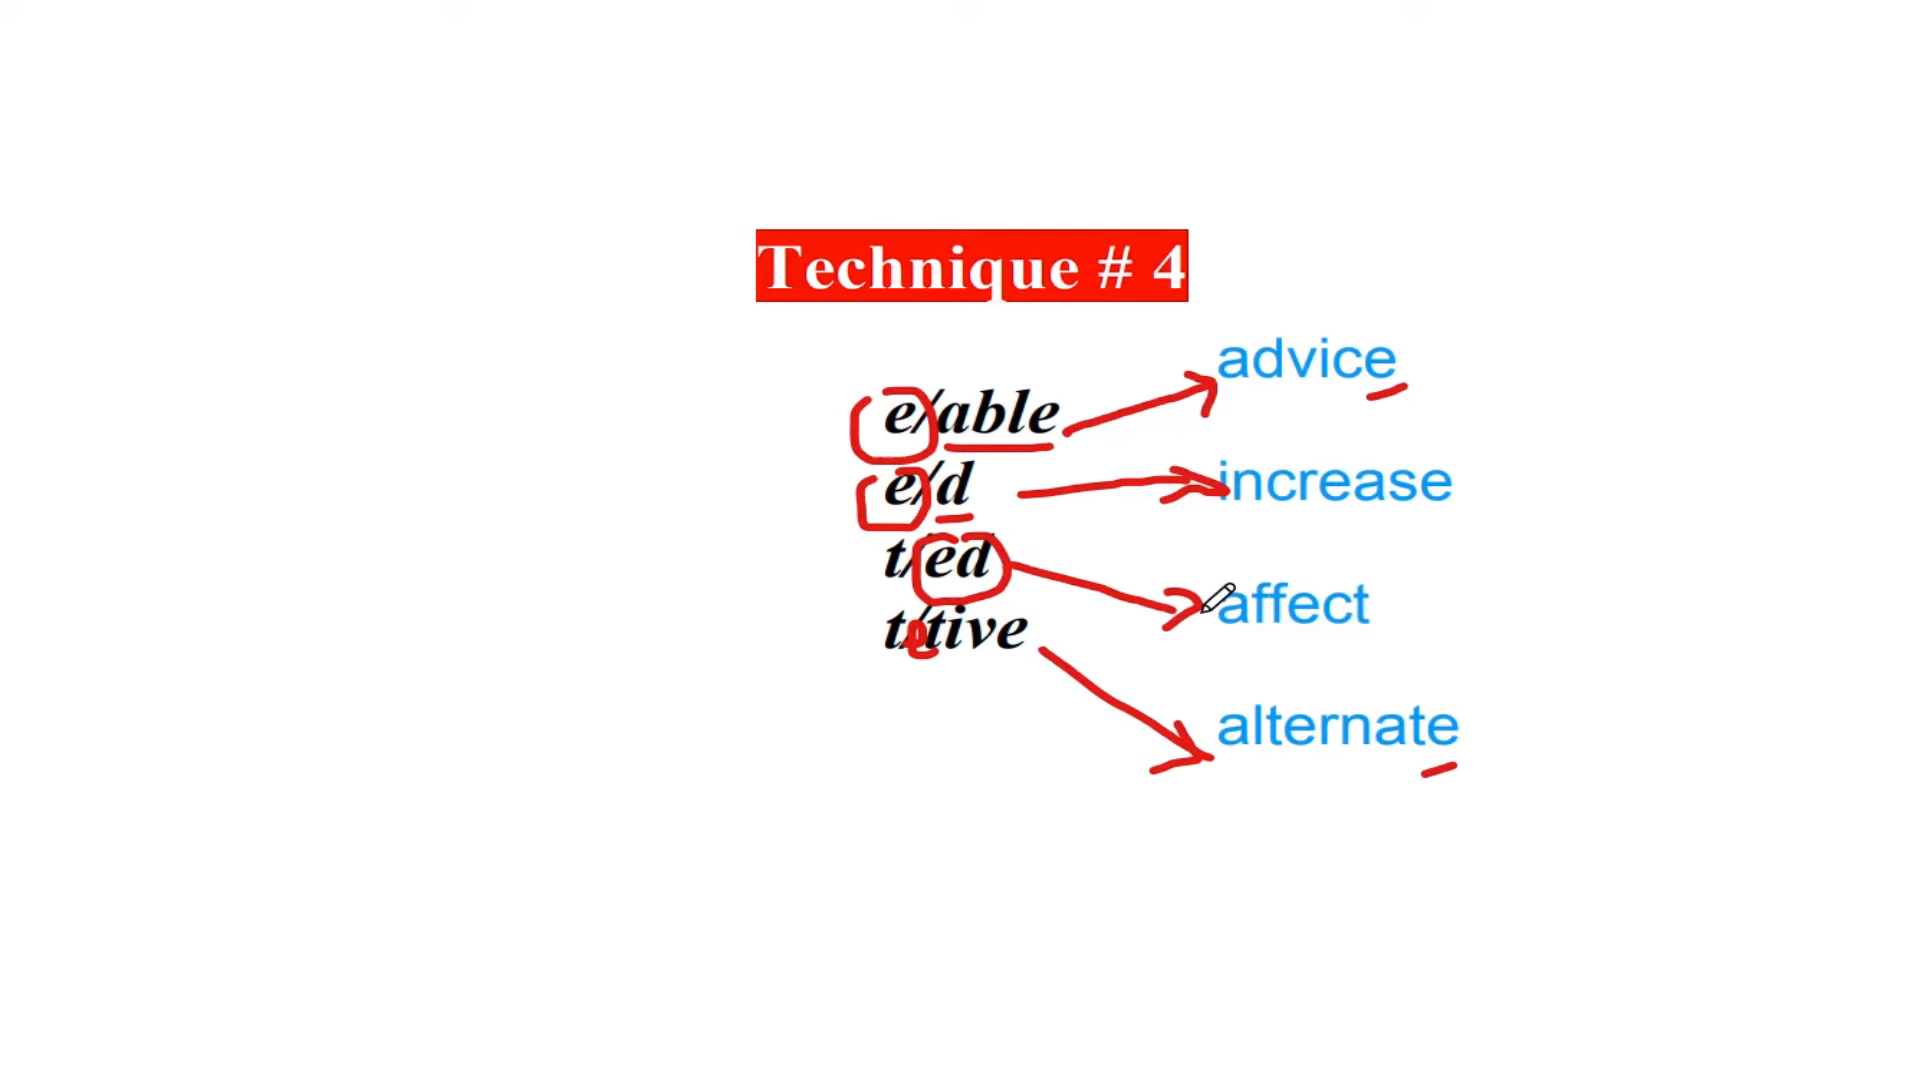 Technique # 4
e/able
e/d
t/ed
t/tive
advice
increase
affect
alternate